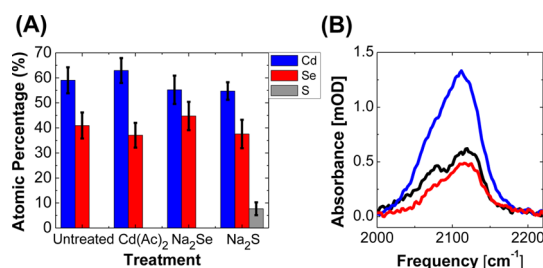 (A)
Atomic Percentage (%)
70
60
50
40
30
20
10
0
Untreated Cd(Ac)₂ Na₂Se Na₂S
Treatment
Cd
Se
S
(B)
Absorbance [mOD]
1.5
1.0
0.5
0.0
2000 2100 2200
Frequency [cm⁻¹]